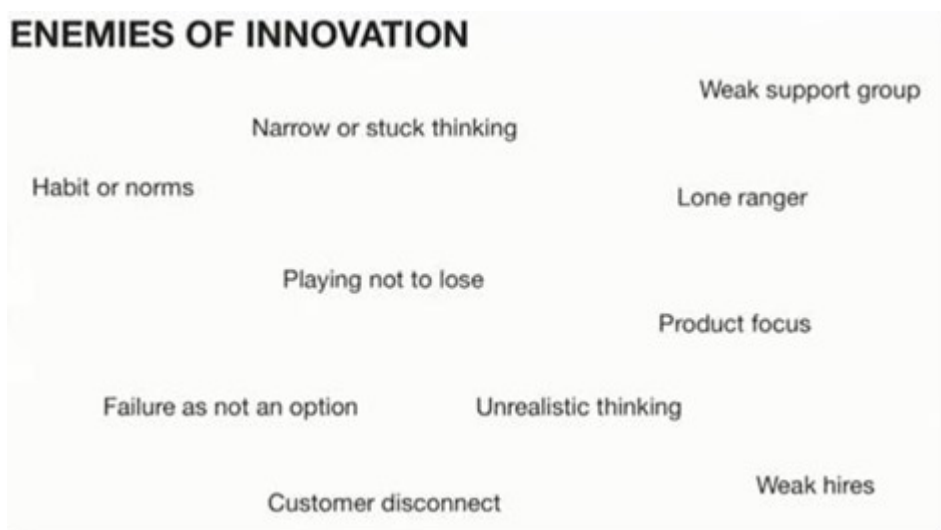 ENEMIES OF INNOVATION
Weak support group
Narrow or stuck thinking
Habit or norms
Lone ranger
Playing not to lose
Product focus
Failure as not an option
Unrealistic thinking
Weak hires
Customer disconnect